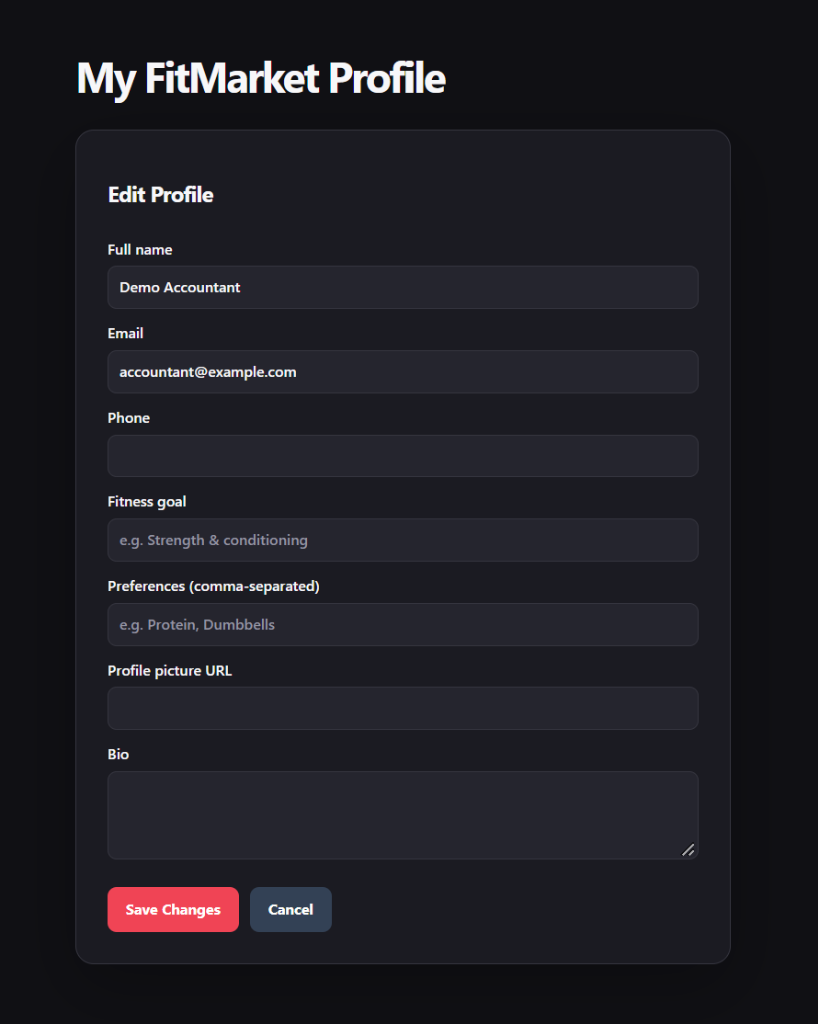 My FitMarket Profile
Edit Profile
Full name
Demo Accountant
Email
accountant@example.com
Phone
Fitness goal
e.g. Strength & conditioning
Preferences (comma-separated)
e.g. Protein, Dumbbells
Profile picture URL
Bio
Save Changes
Cancel